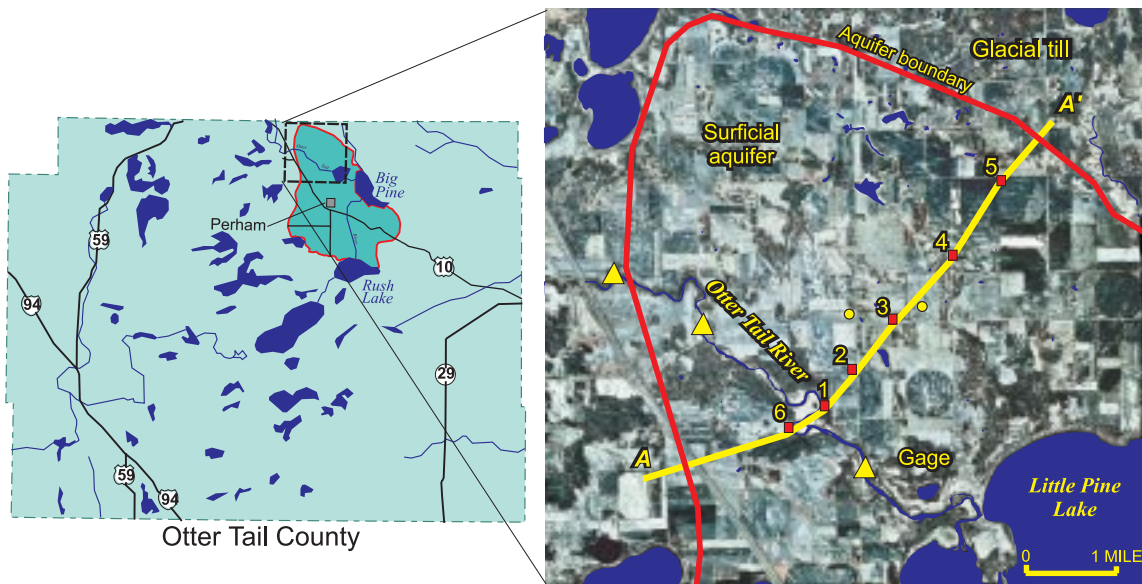 59
94
Perham
Big
Pine
Rush
Lake
10
29
59
94
Otter Tail County
Aquifer boundary
Glacial till
A'
Surficial
aquifer
5
4
Otter Tail River
3
2
1
6
A
Gage
Little Pine
Lake
0 1 MILE